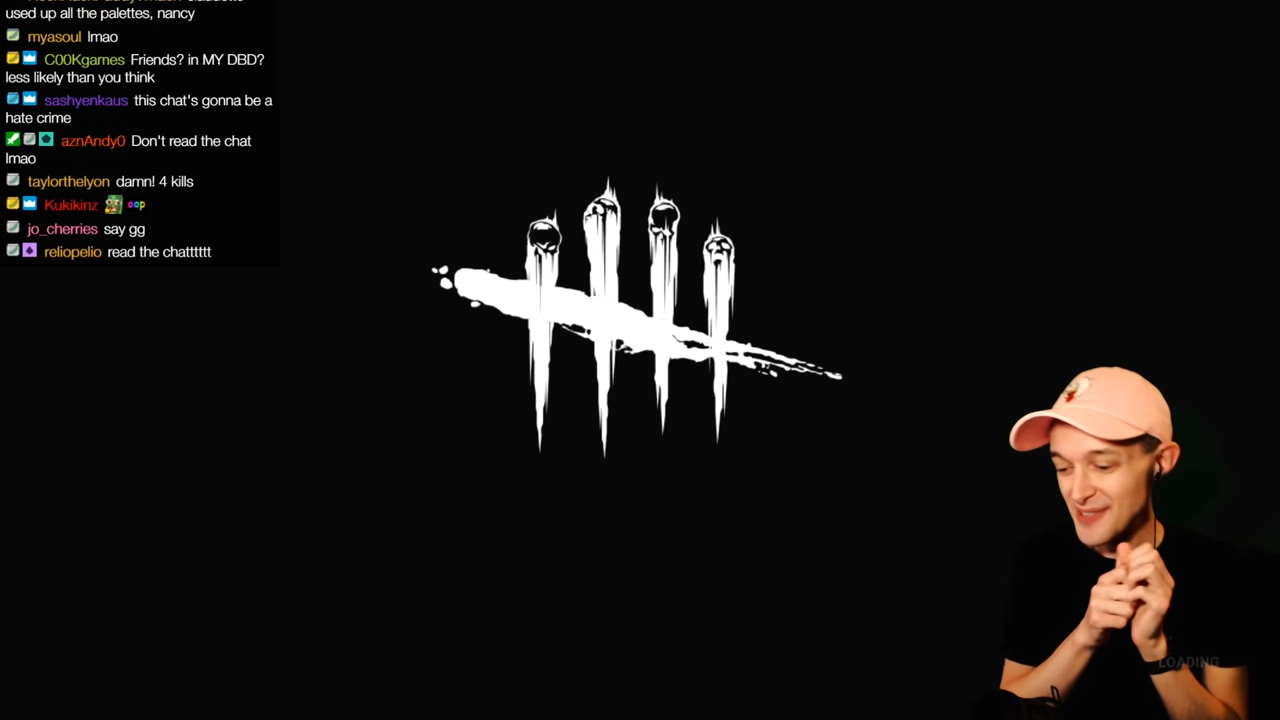 used up all the palettes, nancy
myasoul lmao
C00Kgames Friends? in MY DBD?
less likely than you think
sashyenkaus this chat's gonna be a
hate crime
aznAndy0 Don't read the chat
lmao
taylorthelyon damn! 4 kills
Kukikinz oop
jo_cherries say gg
reliopelio read the chatttttt
LOADING